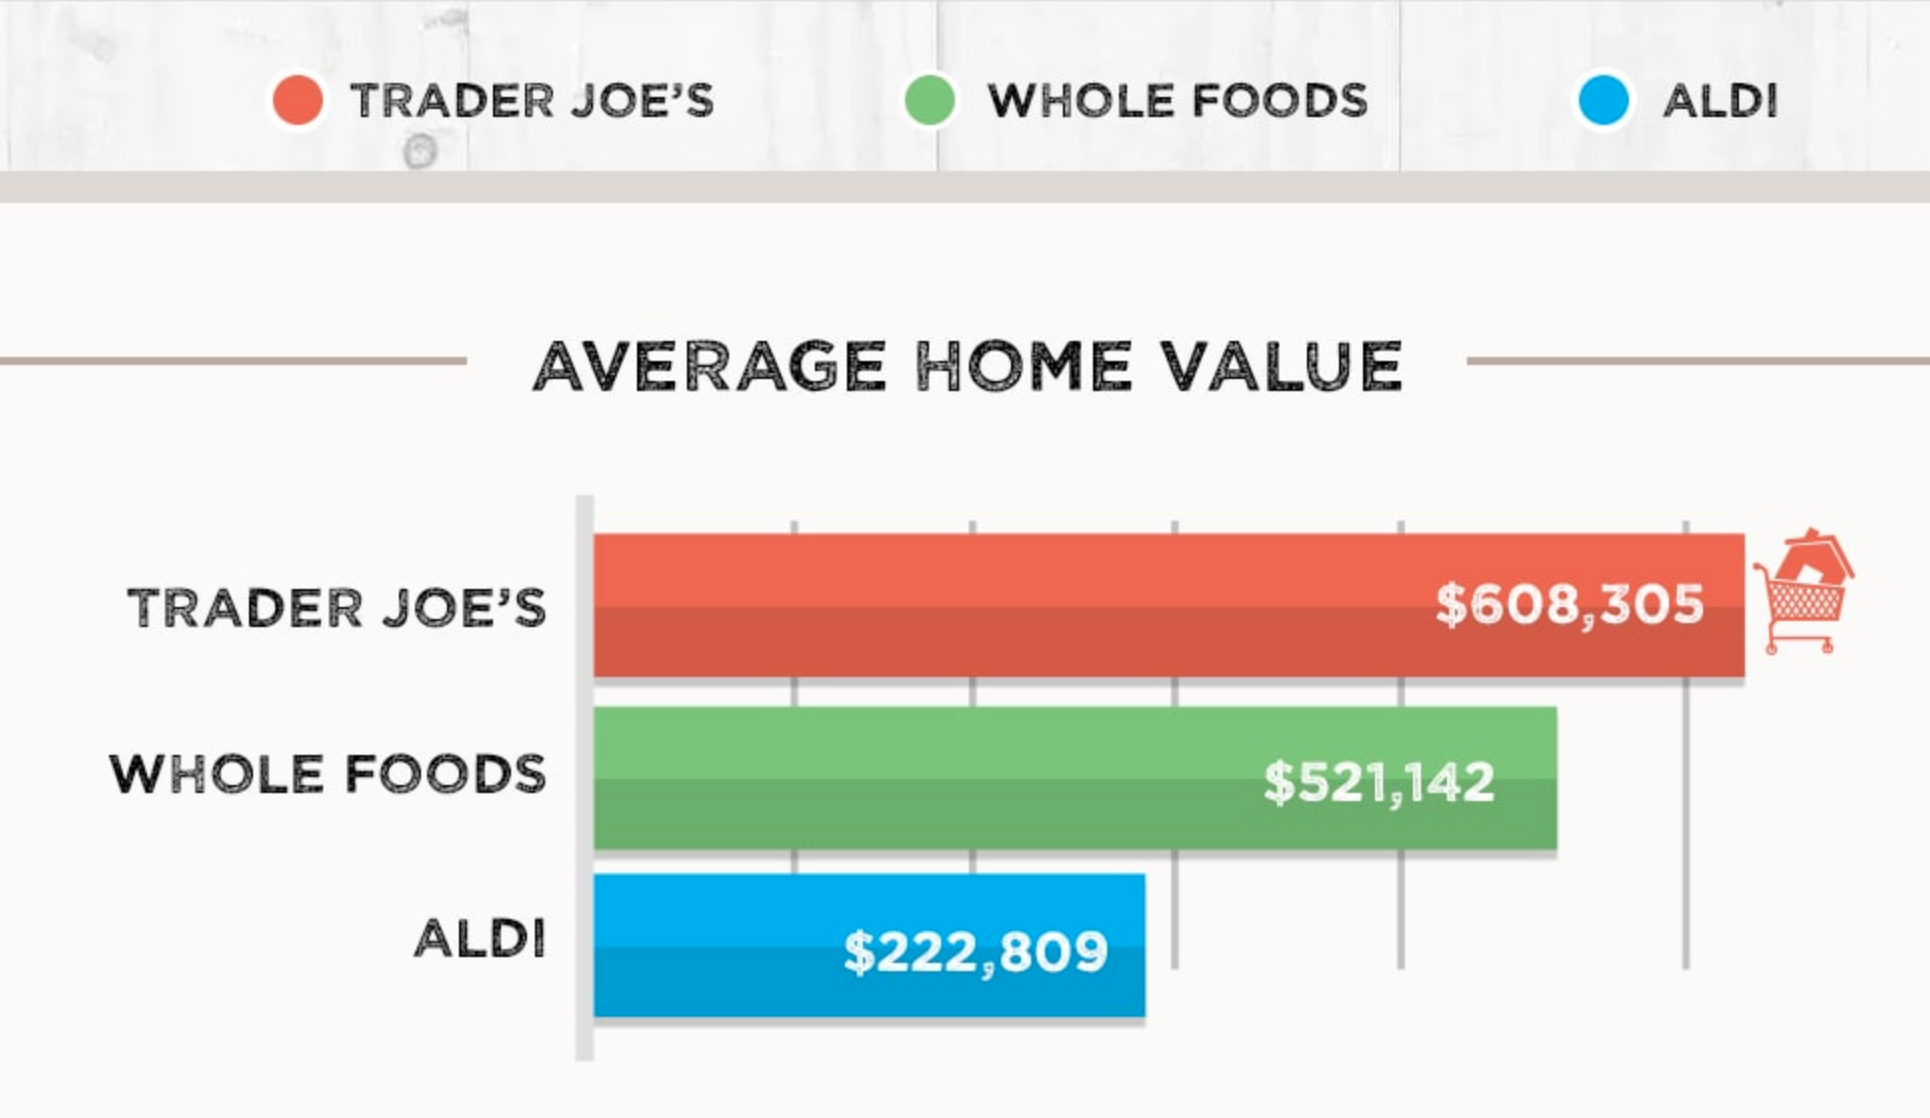 TRADER JOE'S
WHOLE FOODS
ALDI
AVERAGE HOME VALUE
TRADER JOE'S
$608,305
WHOLE FOODS
$521,142
ALDI
$222,809